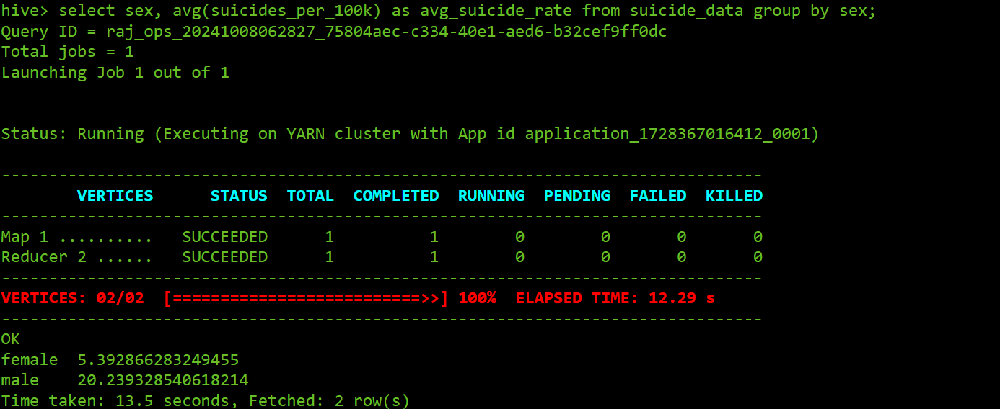 hive> select sex, avg(suicides_per_100k) as avg_suicide_rate from suicide_data group by sex;
Query ID = raj_ops_20241008062827_75804aec-c334-40e1-aed6-b32cef9ff0dc
Total jobs = 1
Launching Job 1 out of 1
Status: Running (Executing on YARN cluster with App id application_1728367016412_0001)
--------------------------------------------------------------------------------
        VERTICES      STATUS  TOTAL  COMPLETED  RUNNING  PENDING  FAILED  KILLED
--------------------------------------------------------------------------------
Map 1 ..........   SUCCEEDED      1          1        0        0       0       0
Reducer 2 ......   SUCCEEDED      1          1        0        0       0       0
--------------------------------------------------------------------------------
VERTICES: 02/02  [==========================>>] 100%  ELAPSED TIME: 12.29 s
--------------------------------------------------------------------------------
OK
female  5.392866283249455
male    20.239328540618214
Time taken: 13.5 seconds, Fetched: 2 row(s)